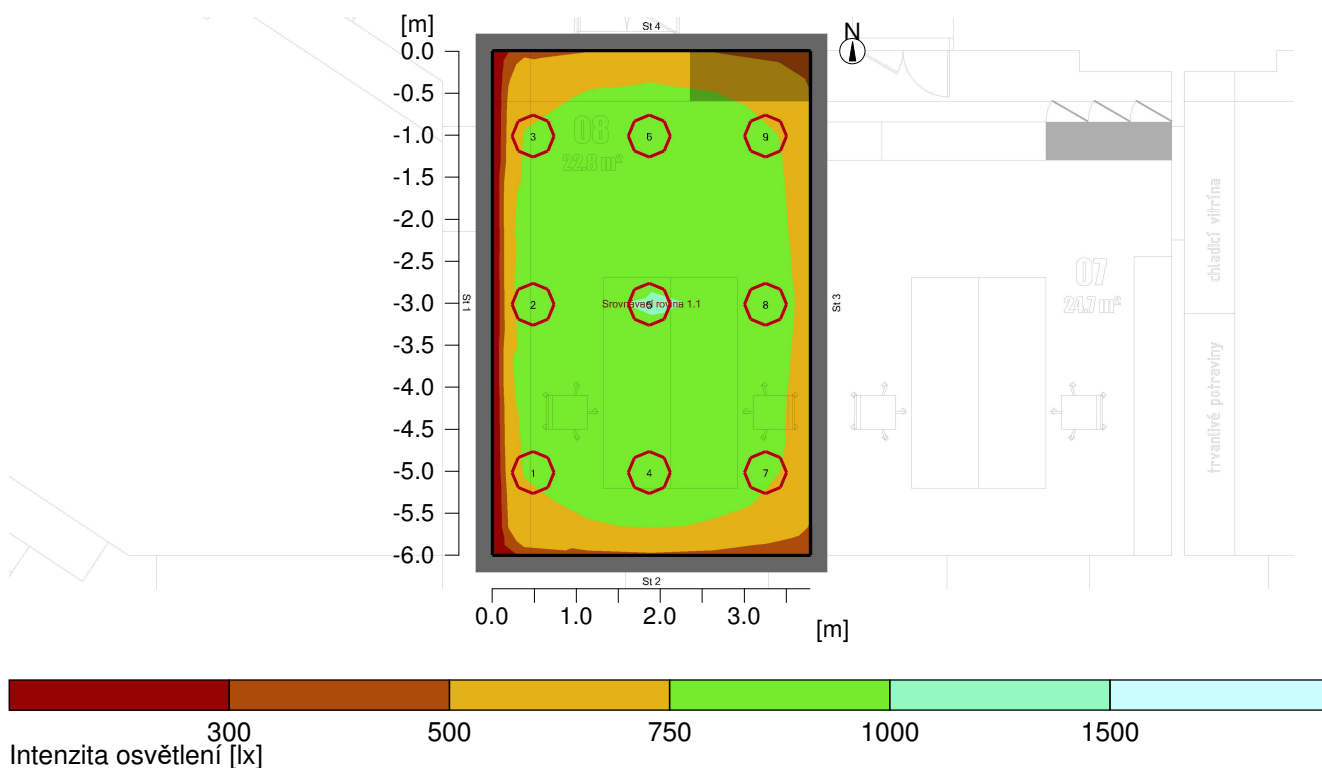 [m]
St 4
N
0.0
-0.5
-1.0
-1.5
-2.0
-2.5
-3.0
-3.5
-4.0
-4.5
-5.0
-5.5
-6.0
08
22.8 m²
3
6
9
2
5
8
Srovnávací rovina 1.1
1
4
7
St 1
St 3
07
24.7 m²
chladicí vitrína
trvanlivé potraviny
St 2
0.0 1.0 2.0 3.0
[m]
300 500 750 1000 1500
Intenzita osvětlení [lx]